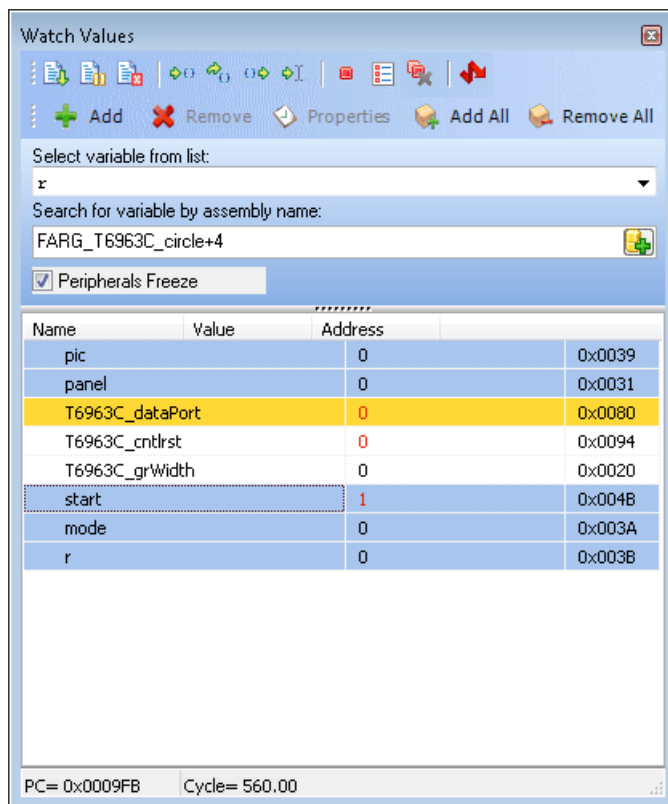 Watch Values
Add Remove Properties Add All Remove All
Select variable from list:
r
Search for variable by assembly name:
FARG_T6963C_circle+4
Peripherals Freeze
Name Value Address
pic 0 0x0039
panel 0 0x0031
T6963C_dataPort 0 0x0080
T6963C_cntlrst 0 0x0094
T6963C_grWidth 0 0x0020
start 1 0x004B
mode 0 0x003A
r 0 0x003B
PC= 0x0009FB Cycle= 560.00